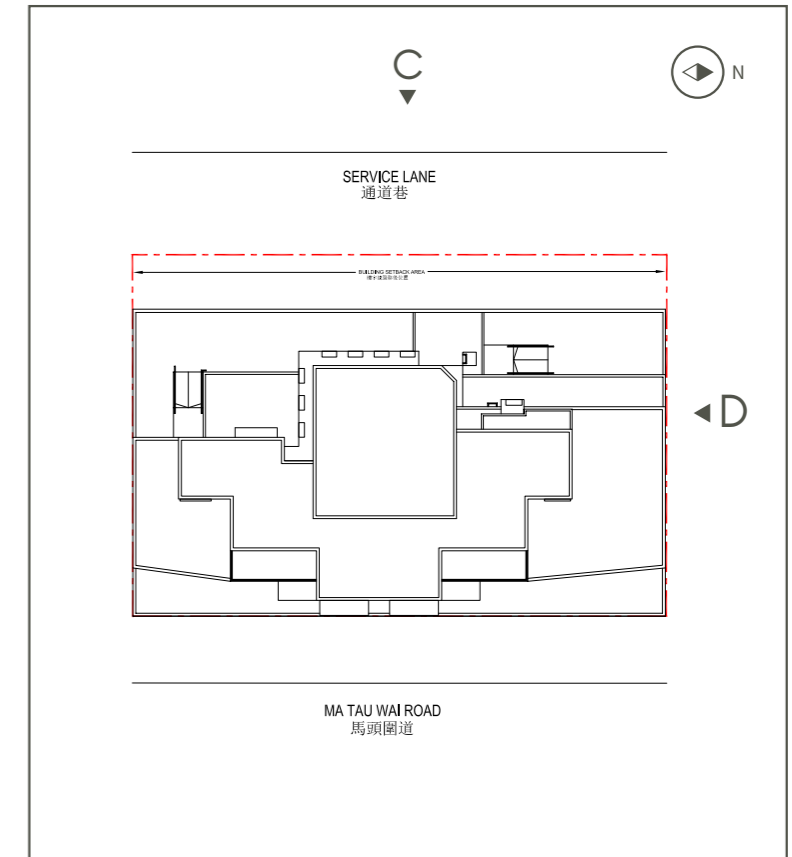 C
N
SERVICE LANE
通道巷
BUILDING SETBACK AREA
D
MA TAU WAI ROAD
馬頭圍道